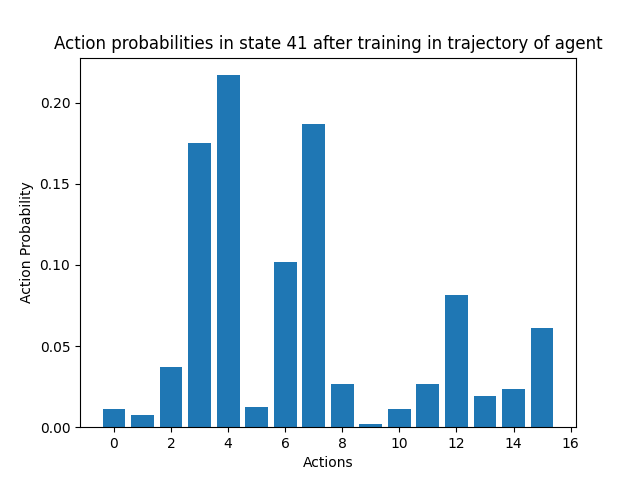 Action probabilities in state 41 after training in trajectory of agent
0.20
0.15
0.10
0.05
0.00
Action Probability
0 2 4 6 8 10 12 14 16
Actions